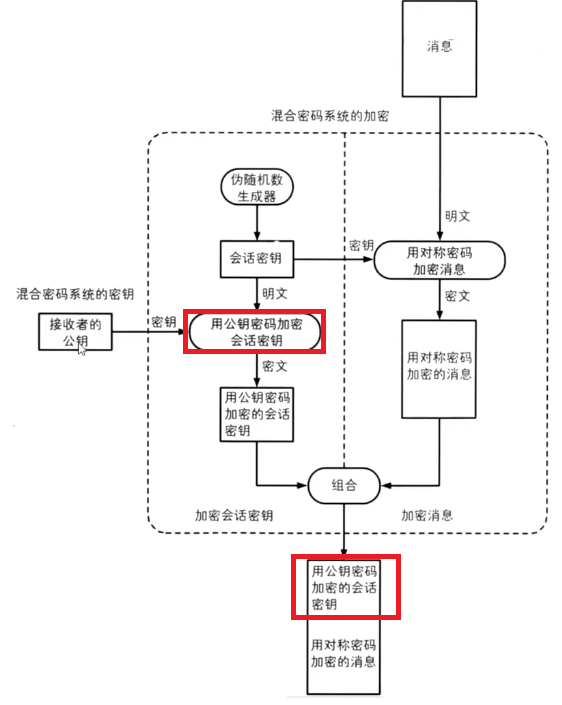 消息
混合密码系统的加密
伪随机数
生成器
明文
会话密钥
密钥
用对称密码
加密消息
混合密码系统的密钥
明文
密文
接收者的
公钥
密钥
用公钥密码加密
会话密钥
用对称密码
加密的消息
密文
用公钥密码
加密的会话
密钥
组合
加密会话密钥
加密消息
用公钥密码
加密的会话
密钥
用对称密码
加密的消息